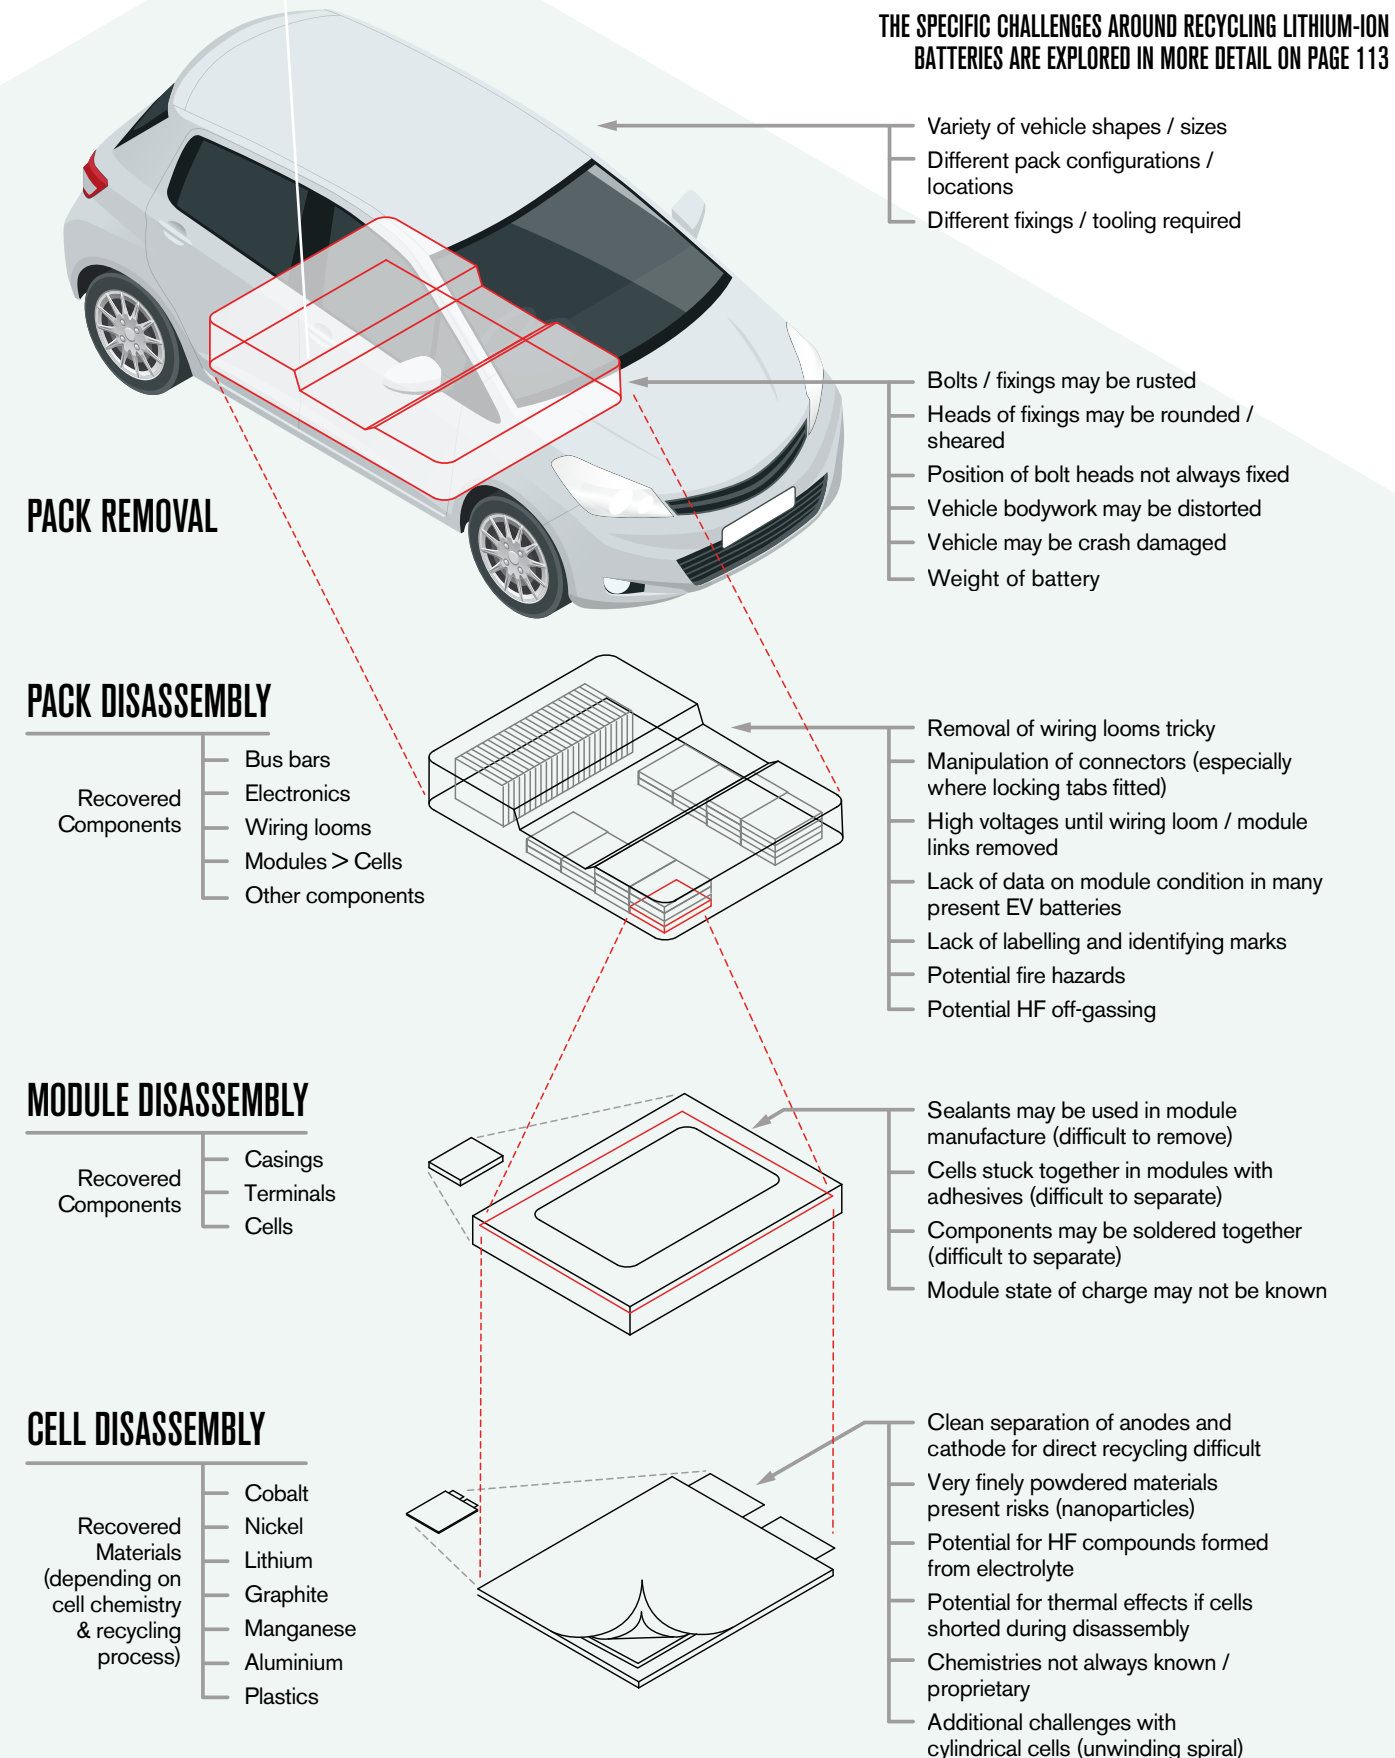 THE SPECIFIC CHALLENGES AROUND RECYCLING LITHIUM-ION
BATTERIES ARE EXPLORED IN MORE DETAIL ON PAGE 113
Variety of vehicle shapes / sizes
Different pack configurations /
locations
Different fixings / tooling required
PACK REMOVAL
Bolts / fixings may be rusted
Heads of fixings may be rounded /
sheared
Position of bolt heads not always fixed
Vehicle bodywork may be distorted
Vehicle may be crash damaged
Weight of battery
PACK DISASSEMBLY
Recovered
Components
Bus bars
Electronics
Wiring looms
Modules > Cells
Other components
Removal of wiring looms tricky
Manipulation of connectors (especially
where locking tabs fitted)
High voltages until wiring loom / module
links removed
Lack of data on module condition in many
present EV batteries
Lack of labelling and identifying marks
Potential fire hazards
Potential HF off-gassing
MODULE DISASSEMBLY
Recovered
Components
Casings
Terminals
Cells
Sealants may be used in module
manufacture (difficult to remove)
Cells stuck together in modules with
adhesives (difficult to separate)
Components may be soldered together
(difficult to separate)
Module state of charge may not be known
CELL DISASSEMBLY
Recovered
Materials
(depending on
cell chemistry
& recycling
process)
Cobalt
Nickel
Lithium
Graphite
Manganese
Aluminium
Plastics
Clean separation of anodes and
cathode for direct recycling difficult
Very finely powdered materials
present risks (nanoparticles)
Potential for HF compounds formed
from electrolyte
Potential for thermal effects if cells
shorted during disassembly
Chemistries not always known /
proprietary
Additional challenges with
cylindrical cells (unwinding spiral)